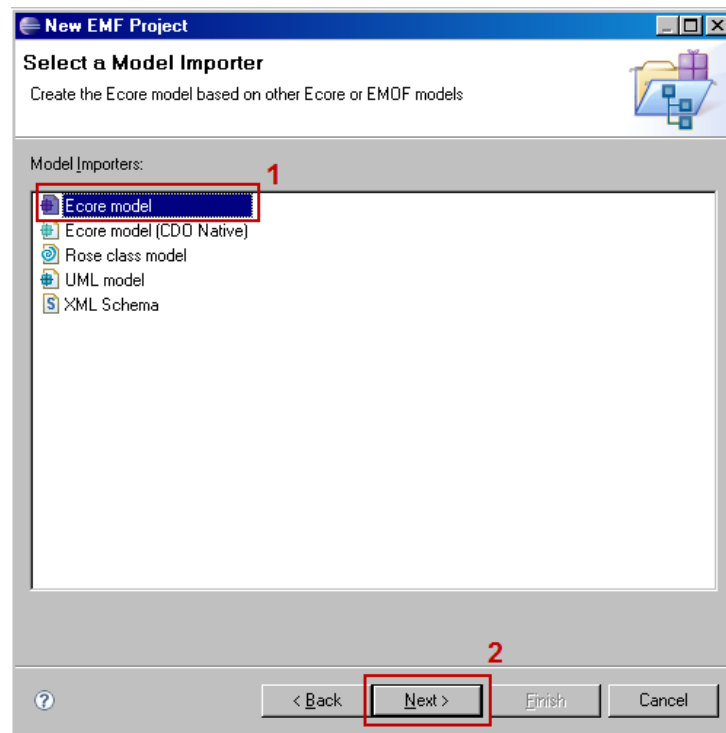 New EMF Project
Select a Model Importer
Create the Ecore model based on other Ecore or EMOF models
Model Importers:
1
Ecore model
Ecore model (CDO Native)
Rose class model
UML model
XML Schema
2
< Back Next > Finish Cancel